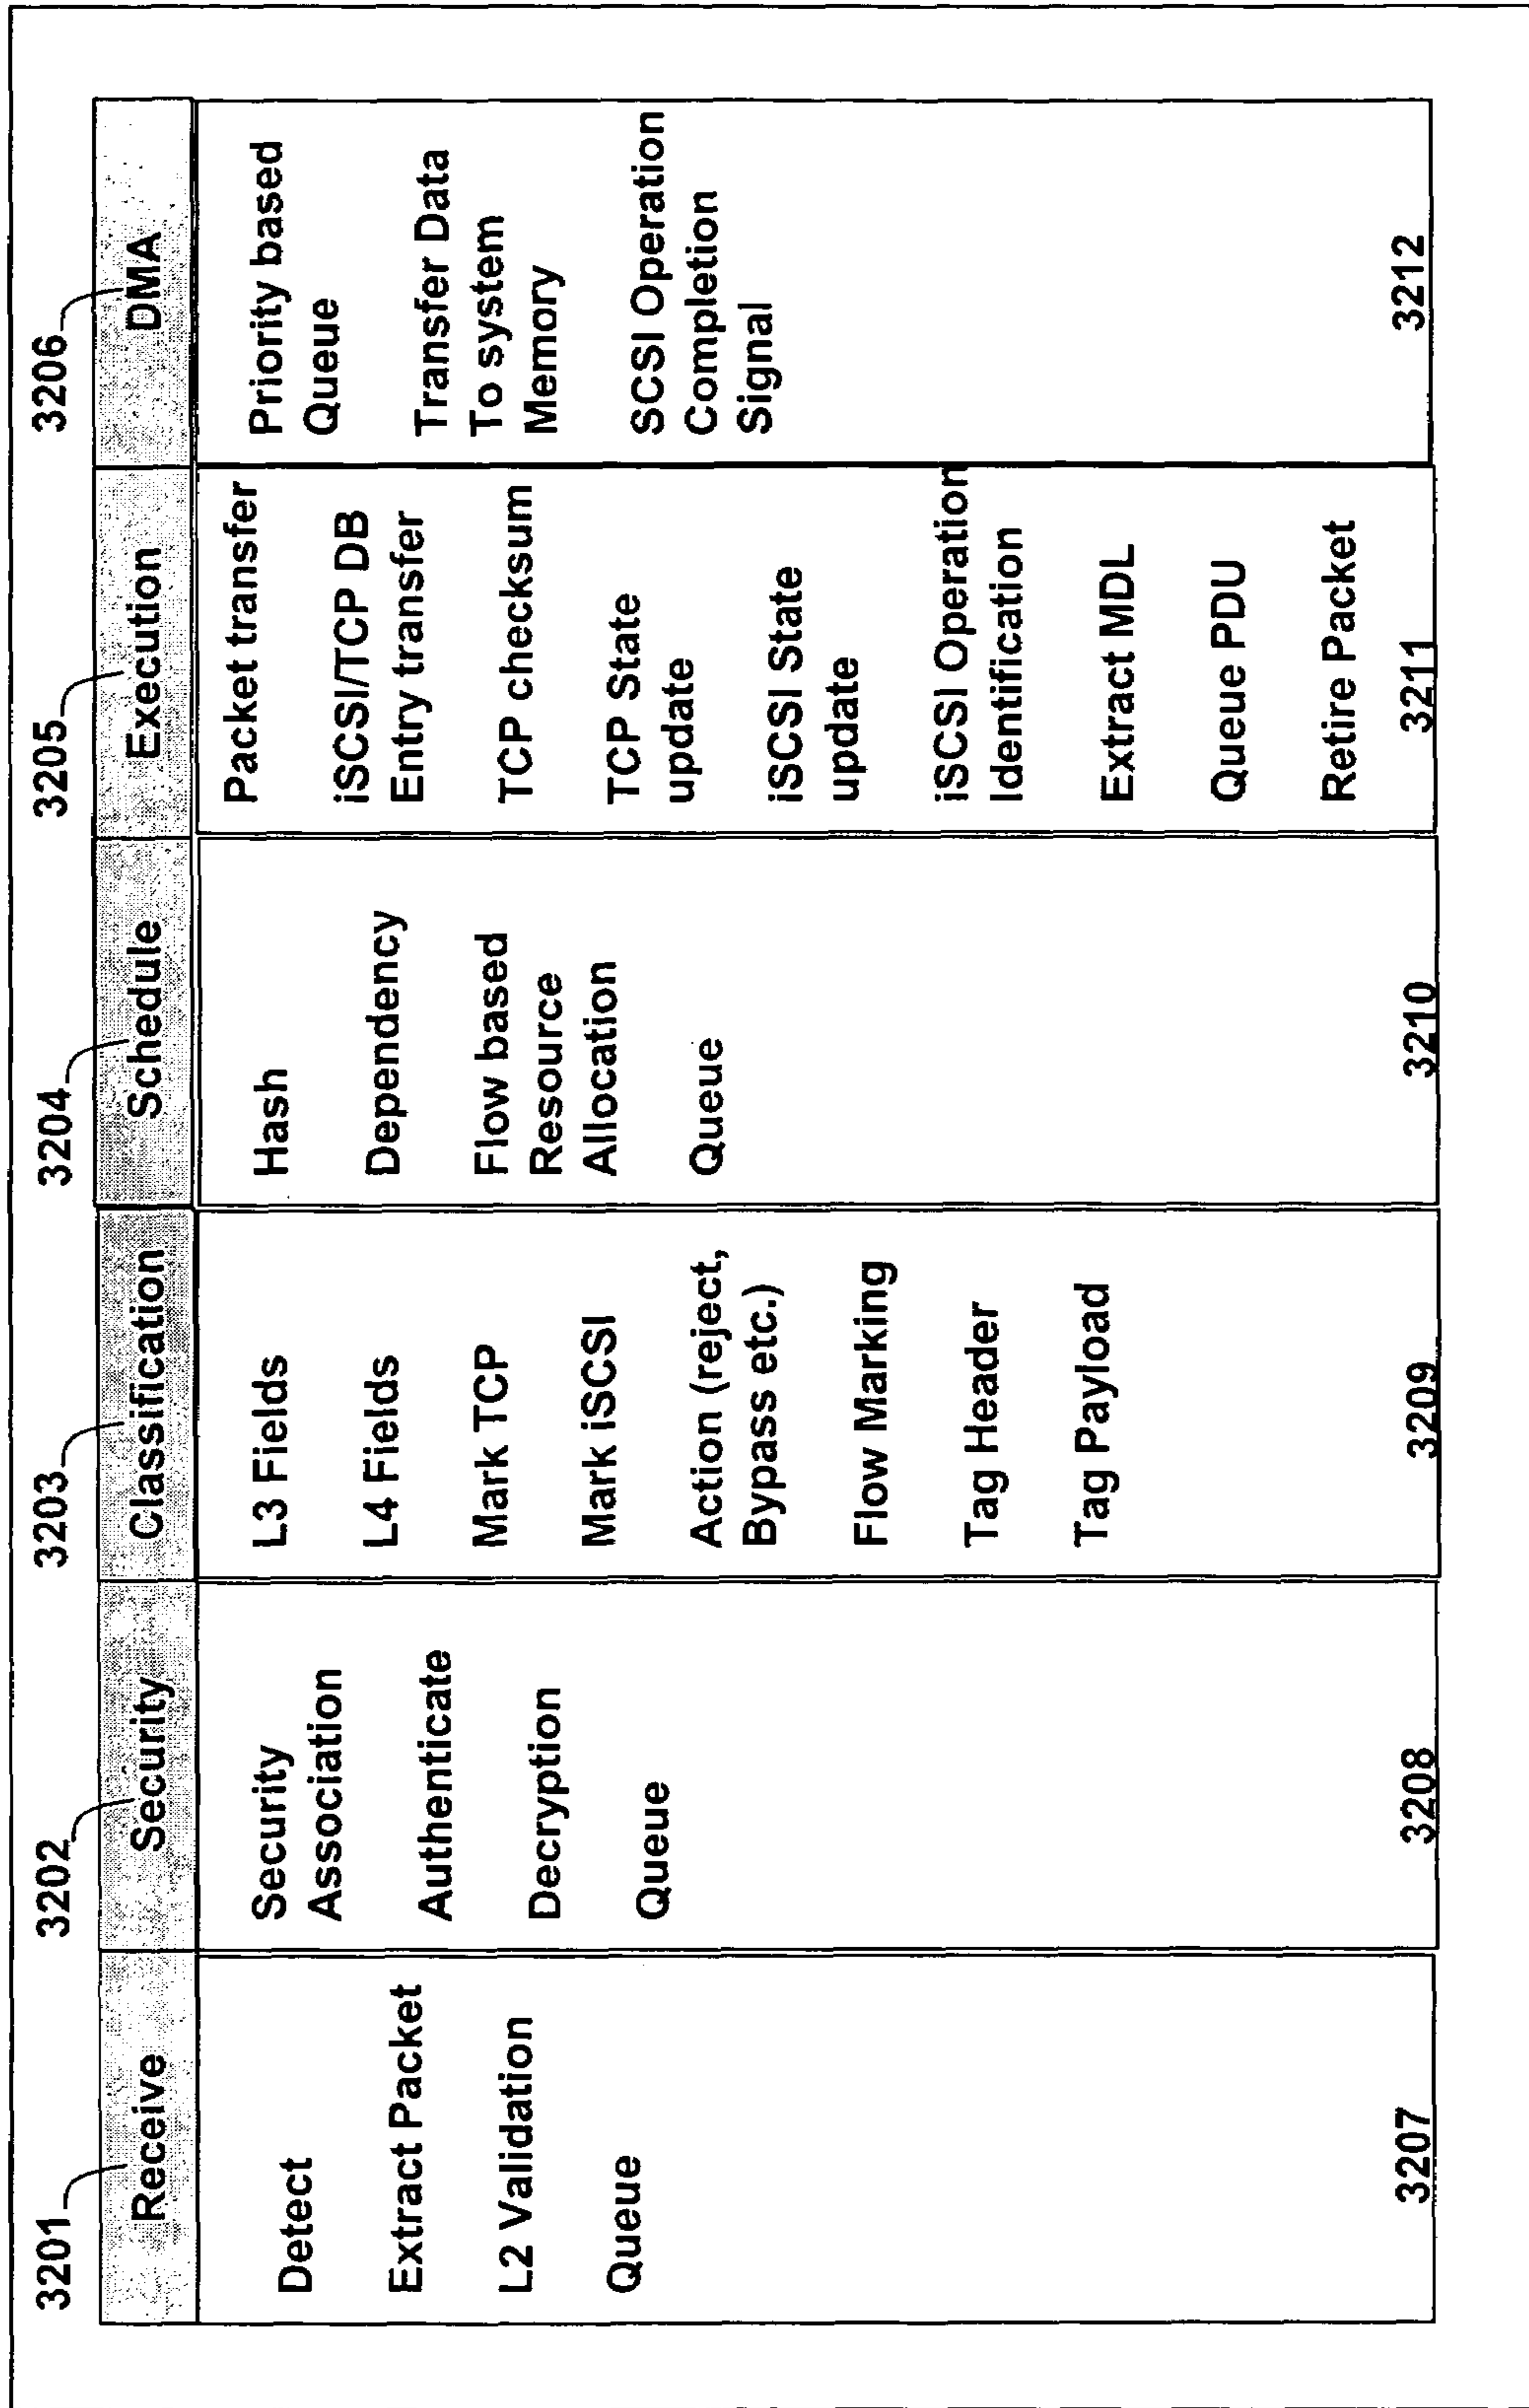 3201
Receive
Detect
Extract Packet
L2 Validation
Queue
3207
3202
Security
Security
Association
Authenticate
Decryption
Queue
3208
3203
Classification
L3 Fields
L4 Fields
Mark TCP
Mark iSCSI
Action (reject,
Bypass etc.)
Flow Marking
Tag Header
Tag Payload
3209
3204
Schedule
Hash
Dependency
Flow based
Resource
Allocation
Queue
3210
3205
Execution
Packet transfer
iSCSI/TCP DB
Entry transfer
TCP checksum
TCP State
update
iSCSI State
update
iSCSI Operation
Identification
Extract MDL
Queue PDU
Retire Packet
3211
3206
DMA
Priority based
Queue
Transfer Data
To system
Memory
SCSI Operation
Completion
Signal
3212